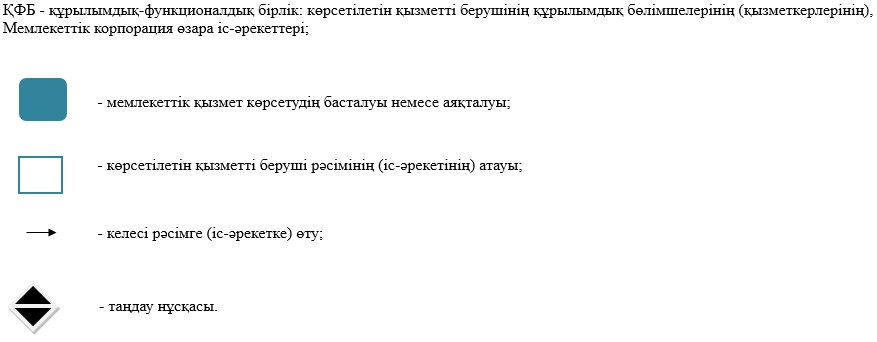 ҚФБ - құрылымдық-функционалдық бірлік: көрсетілетін қызметті берушінің құрылымдық бөлімшелерінің (қызметкерлерінің),
Мемлекеттік корпорация өзара іс-әрекеттері;
- мемлекеттік қызмет көрсетудің басталуы немесе аяқталуы;
- көрсетілетін қызметті беруші рәсімінің (іс-әрекетінің) атауы;
- келесі рәсімге (іс-әрекетке) өту;
- таңдау нұсқасы.